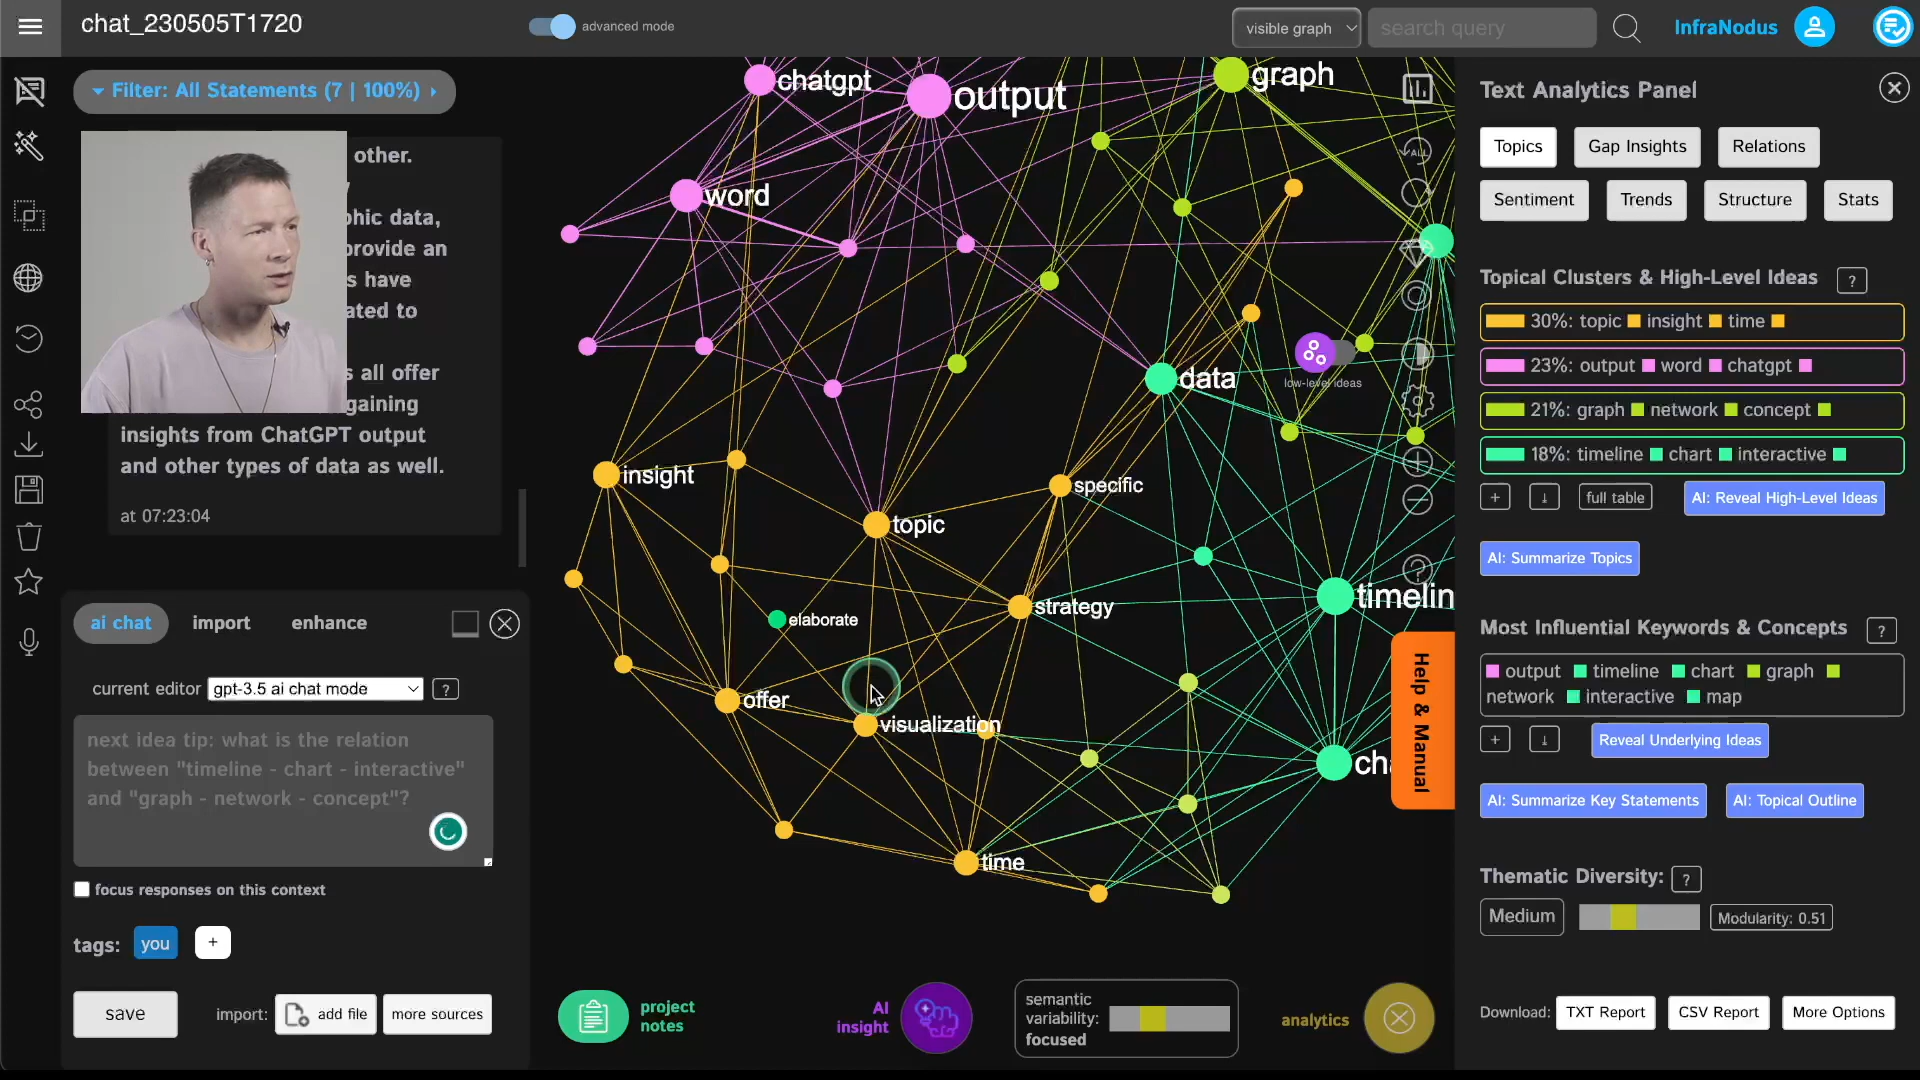 chat_230505T1720
advanced mode
visible graph
search query
InfraNodus
Filter: All Statements (7 | 100%)
other.
phic data,
provide an
s have
ated to
s all offer
gaining
insights from ChatGPT output
and other types of data as well.
at 07:23:04
ai chat
import
enhance
current editor
gpt-3.5 ai chat mode
?
next idea tip: what is the relation
between "timeline - chart - interactive"
and "graph - network - concept"?
focus responses on this context
tags:
you
+
save
import:
add file
more sources
chatgpt
output
graph
word
data
ALL
low-level ideas
insight
specific
topic
elaborate
strategy
timelin
offer
visualization
cha
time
Help & Manual
project
notes
AI
insight
semantic
variability:
focused
analytics
Text Analytics Panel
Topics
Gap Insights
Relations
Sentiment
Trends
Structure
Stats
Topical Clusters & High-Level Ideas
?
30%: topic insight time
23%: output word chatgpt
21%: graph network concept
18%: timeline chart interactive
+
↓
full table
AI: Reveal High-Level Ideas
AI: Summarize Topics
Most Influential Keywords & Concepts
?
output timeline chart graph
network interactive map
+
↓
Reveal Underlying Ideas
AI: Summarize Key Statements
AI: Topical Outline
Thematic Diversity:
?
Medium
Modularity: 0.51
Download:
TXT Report
CSV Report
More Options